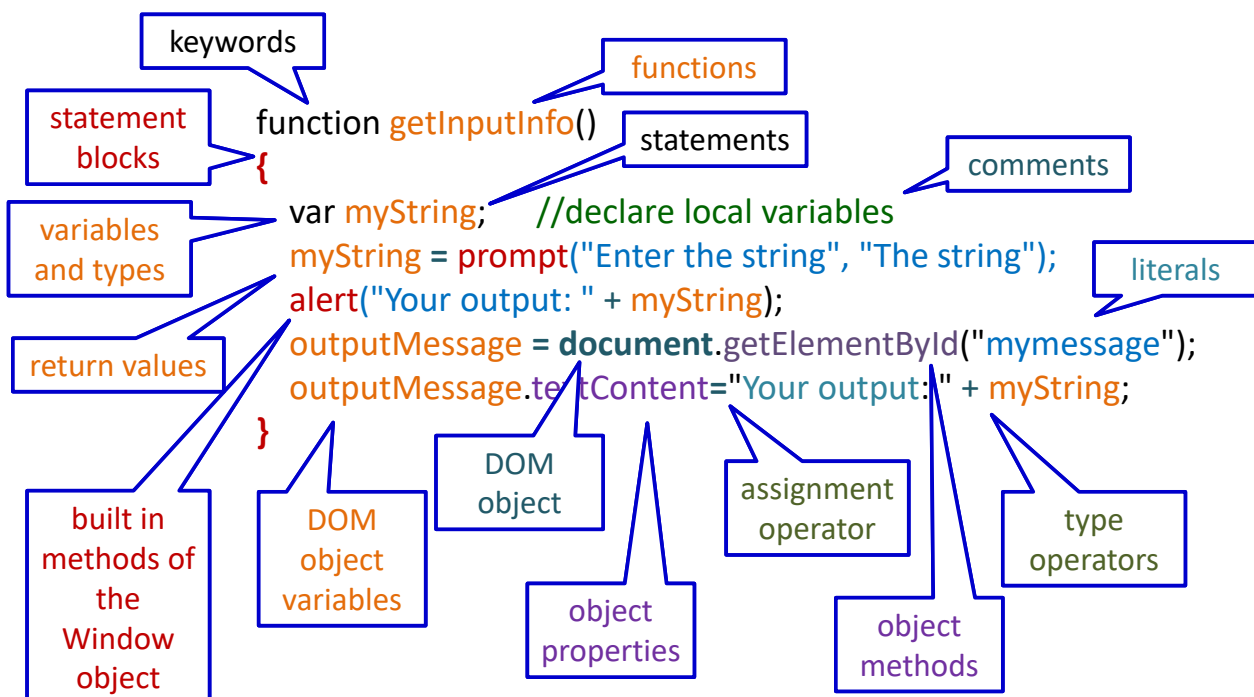 keywords
functions
statement
blocks
function getInputInfo()
statements
{
comments
variables
and types
var myString; //declare local variables
myString = prompt("Enter the string", "The string");
literals
alert("Your output: " + myString);
return values
outputMessage = document.getElementById("mymessage");
outputMessage.textContent="Your output: " + myString;
}
DOM
object
assignment
operator
type
operators
built in
methods of
the
Window
object
DOM
object
variables
object
properties
object
methods